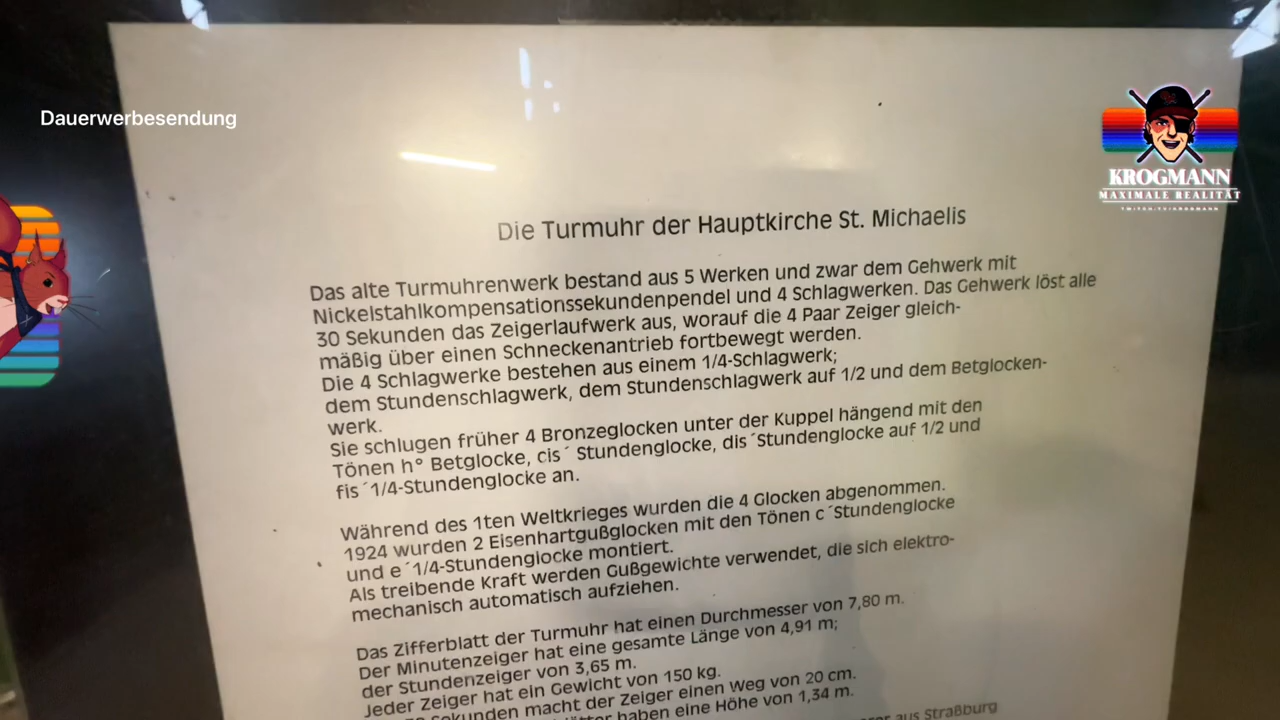 Dauerwerbesendung
KROGMANN
MAXIMALE REALITÄT
Die Turmuhr der Hauptkirche St. Michaelis
Das alte Turmuhrenwerk bestand aus 5 Werken und zwar dem Gehwerk mit
Nickelstahlkompensationssekundenpendel und 4 Schlagwerken. Das Gehwerk löst alle
30 Sekunden das Zeigerlaufwerk aus, worauf die 4 Paar Zeiger gleich-
mäßig über einen Schneckenantrieb fortbewegt werden.
Die 4 Schlagwerke bestehen aus einem 1/4-Schlagwerk;
dem Stundenschlagwerk, dem Stundenschlagwerk auf 1/2 und dem Betglocken-
werk.
Sie schlugen früher 4 Bronzeglocken unter der Kuppel hängend mit den
Tönen h° Betglocke, cis´ Stundenglocke, dis´Stundenglocke auf 1/2 und
fis´1/4-Stundenglocke an.
Während des 1ten Weltkrieges wurden die 4 Glocken abgenommen.
1924 wurden 2 Eisenhartgußglocken mit den Tönen c´Stundenglocke
und e´1/4-Stundenglocke montiert.
Als treibende Kraft werden Gußgewichte verwendet, die sich elektro-
mechanisch automatisch aufziehen.
Das Zifferblatt der Turmuhr hat einen Durchmesser von 7,80 m.
Der Minutenzeiger hat eine gesamte Länge von 4,91 m;
der Stundenzeiger von 3,65 m.
Jeder Zeiger hat ein Gewicht von 150 kg.
Sekunden macht der Zeiger einen Weg von 20 cm.
haben eine Höhe von 1,34 m.
aus Straßburg